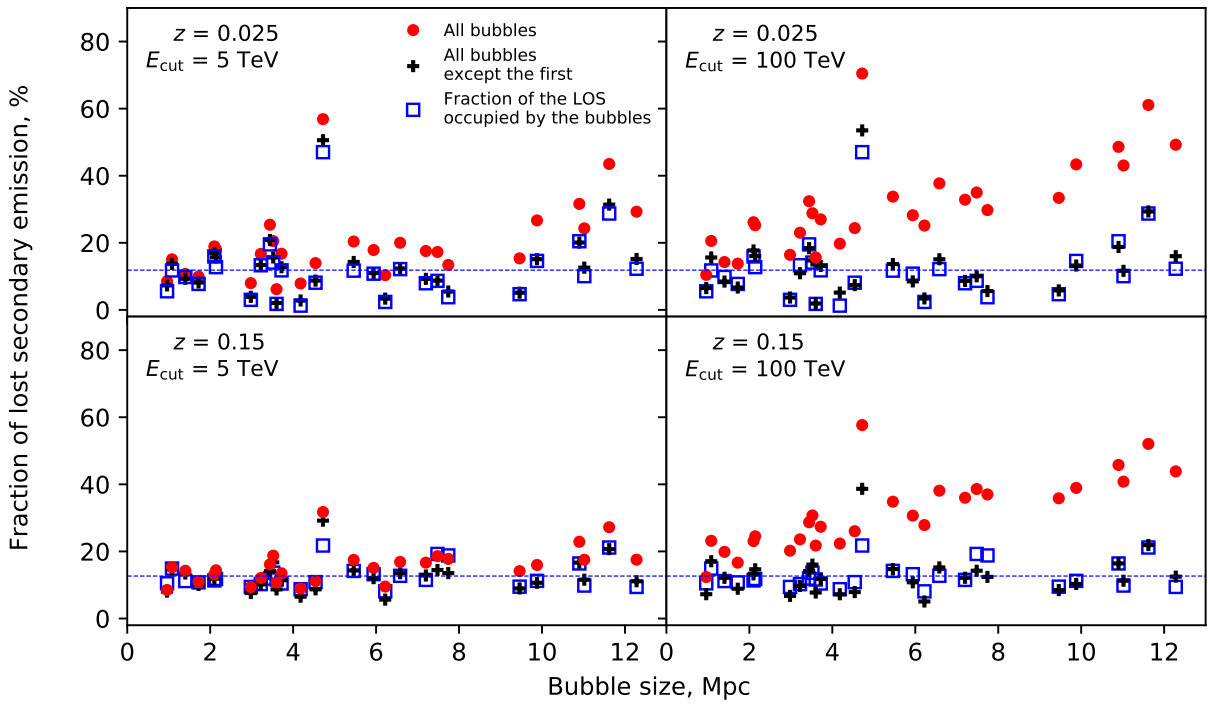 Fraction of lost secondary emission, %
80
60
40
20
0
z = 0.025
E_cut = 5 TeV
All bubbles
All bubbles
except the first
Fraction of the LOS
occupied by the bubbles
z = 0.025
E_cut = 100 TeV
80
60
40
20
0
z = 0.15
E_cut = 5 TeV
z = 0.15
E_cut = 100 TeV
0 2 4 6 8 10 12 0 2 4 6 8 10 12
Bubble size, Mpc